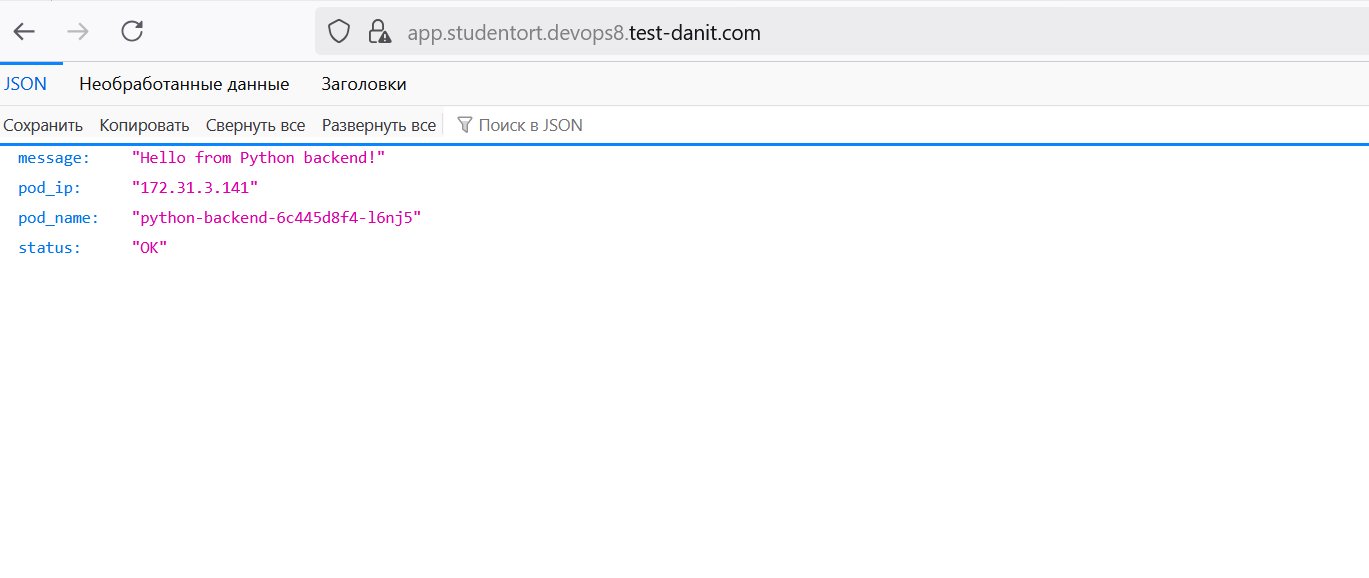 app.studentort.devops8.test-danit.com
JSON Необработанные данные Заголовки
Сохранить Копировать Свернуть все Развернуть все Поиск в JSON
message: "Hello from Python backend!"
pod_ip: "172.31.3.141"
pod_name: "python-backend-6c445d8f4-l6nj5"
status: "OK"